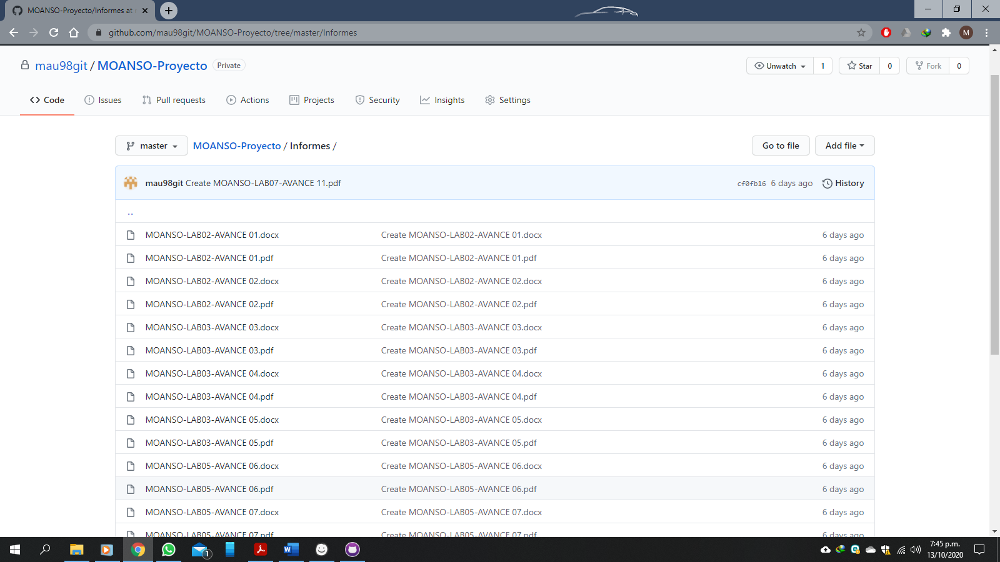 MOANSO-Proyecto/Informes at
github.com/mau98git/MOANSO-Proyecto/tree/master/Informes
M
mau98git / MOANSO-Proyecto Private
Unwatch 1 Star 0 Fork 0
Code Issues Pull requests Actions Projects Security Insights Settings
master MOANSO-Proyecto / Informes / Go to file Add file
mau98git Create MOANSO-LAB07-AVANCE 11.pdf cf0fb16 6 days ago History
..
MOANSO-LAB02-AVANCE 01.docx Create MOANSO-LAB02-AVANCE 01.docx 6 days ago
MOANSO-LAB02-AVANCE 01.pdf Create MOANSO-LAB02-AVANCE 01.pdf 6 days ago
MOANSO-LAB02-AVANCE 02.docx Create MOANSO-LAB02-AVANCE 02.docx 6 days ago
MOANSO-LAB02-AVANCE 02.pdf Create MOANSO-LAB02-AVANCE 02.pdf 6 days ago
MOANSO-LAB03-AVANCE 03.docx Create MOANSO-LAB03-AVANCE 03.docx 6 days ago
MOANSO-LAB03-AVANCE 03.pdf Create MOANSO-LAB03-AVANCE 03.pdf 6 days ago
MOANSO-LAB03-AVANCE 04.docx Create MOANSO-LAB03-AVANCE 04.docx 6 days ago
MOANSO-LAB03-AVANCE 04.pdf Create MOANSO-LAB03-AVANCE 04.pdf 6 days ago
MOANSO-LAB03-AVANCE 05.docx Create MOANSO-LAB03-AVANCE 05.docx 6 days ago
MOANSO-LAB03-AVANCE 05.pdf Create MOANSO-LAB03-AVANCE 05.pdf 6 days ago
MOANSO-LAB05-AVANCE 06.docx Create MOANSO-LAB05-AVANCE 06.docx 6 days ago
MOANSO-LAB05-AVANCE 06.pdf Create MOANSO-LAB05-AVANCE 06.pdf 6 days ago
MOANSO-LAB05-AVANCE 07.docx Create MOANSO-LAB05-AVANCE 07.docx 6 days ago
MOANSO-LAB05-AVANCE 07.pdf Create MOANSO-LAB05-AVANCE 07.pdf 6 days ago
1
7:45 p.m.
13/10/2020